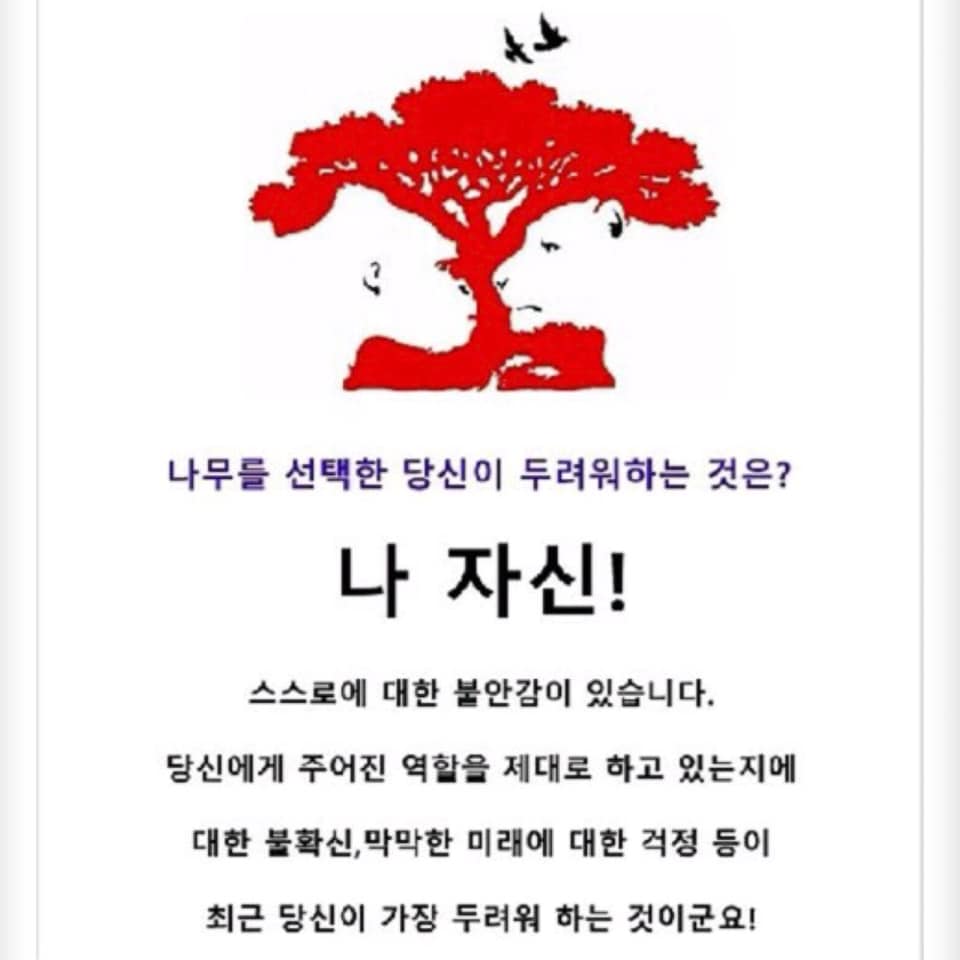 나무를 선택한 당신이 두려워하는 것은?
나 자신!
스스로에 대한 불안감이 있습니다.
당신에게 주어진 역할을 제대로 하고 있는지에
대한 불확신,막막한 미래에 대한 걱정 등이
최근 당신이 가장 두려워 하는 것이군요!